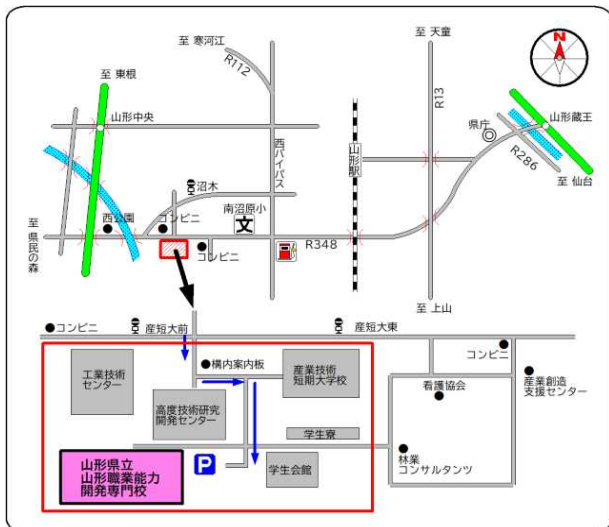 至 天童
至 寒河江
N
R112
至 東根
R13
山形中央
西バイパス
山形駅
県庁
山形蔵王
R286
至 仙台
沼木
南沼原小
文
西公園
コンビニ
至 県民の森
コンビニ
R348
至 上山
コンビニ
産短大前
産短大東
構内案内板
コンビニ
工業技術
センター
産業技術
短期大学校
看護協会
産業創造
支援センター
高度技術研究
開発センター
学生寮
林業
コンサルタンツ
山形県立
山形職業能力
開発専門校
P
学生会館